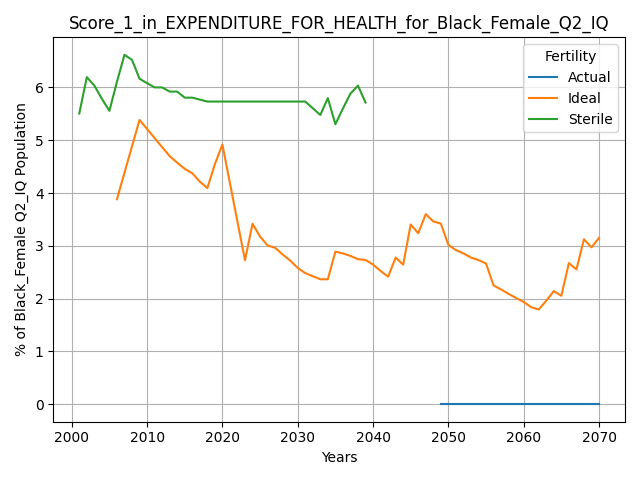 Score_1_in_EXPENDITURE_FOR_HEALTH_for_Black_Female_Q2_IQ
% of Black_Female Q2_IQ Population
6
5
4
3
2
1
0
Fertility
Actual
Ideal
Sterile
2000 2010 2020 2030 2040 2050 2060 2070
Years